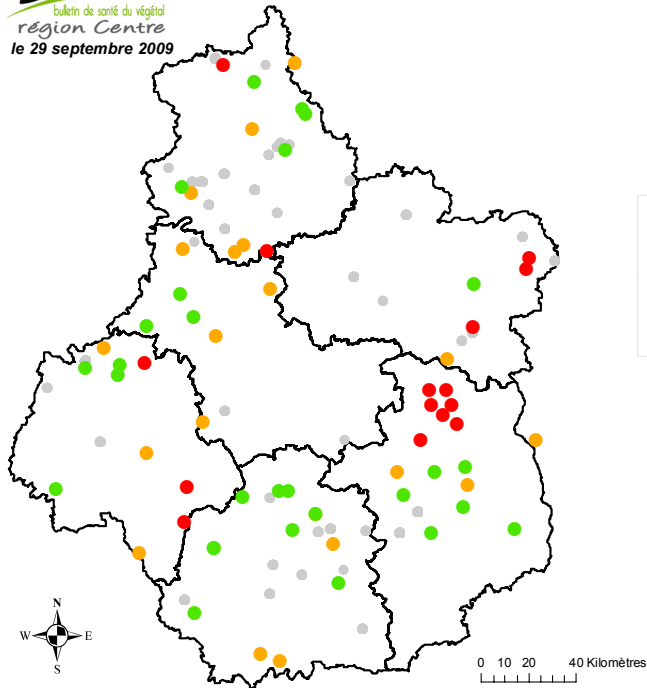 bulletin de santé du végétal
région Centre
le 29 septembre 2009
N
W E
S
0 10 20 40 Kilomètres